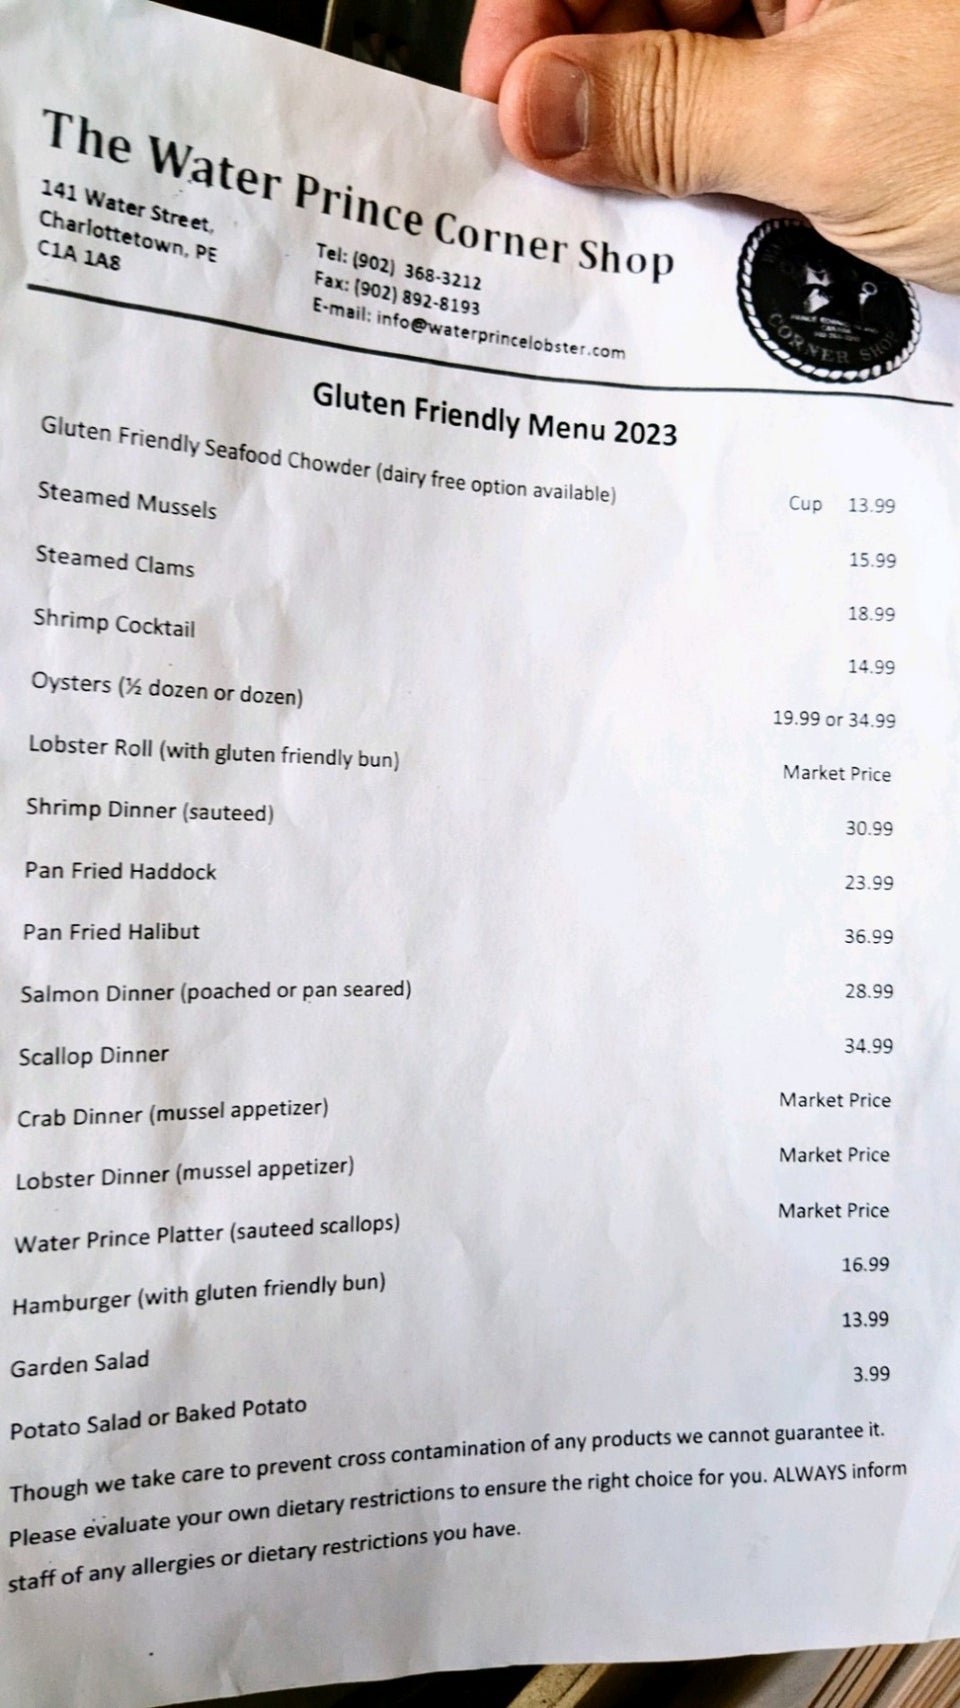 The Water Prince Corner Shop
141 Water Street,
Charlottetown, PE
C1A 1A8
Tel: (902) 368-3212
Fax: (902) 892-8193
E-mail: info@waterprincelobster.com
CORNER SHOP
Gluten Friendly Menu 2023
Gluten Friendly Seafood Chowder (dairy free option available) Cup 13.99
Steamed Mussels 15.99
Steamed Clams 18.99
Shrimp Cocktail 14.99
Oysters (½ dozen or dozen) 19.99 or 34.99
Lobster Roll (with gluten friendly bun) Market Price
Shrimp Dinner (sauteed) 30.99
Pan Fried Haddock 23.99
Pan Fried Halibut 36.99
Salmon Dinner (poached or pan seared) 28.99
Scallop Dinner 34.99
Crab Dinner (mussel appetizer) Market Price
Lobster Dinner (mussel appetizer) Market Price
Water Prince Platter (sauteed scallops) Market Price
Hamburger (with gluten friendly bun) 16.99
Garden Salad 13.99
Potato Salad or Baked Potato 3.99
Though we take care to prevent cross contamination of any products we cannot guarantee it.
Please evaluate your own dietary restrictions to ensure the right choice for you. ALWAYS inform
staff of any allergies or dietary restrictions you have.